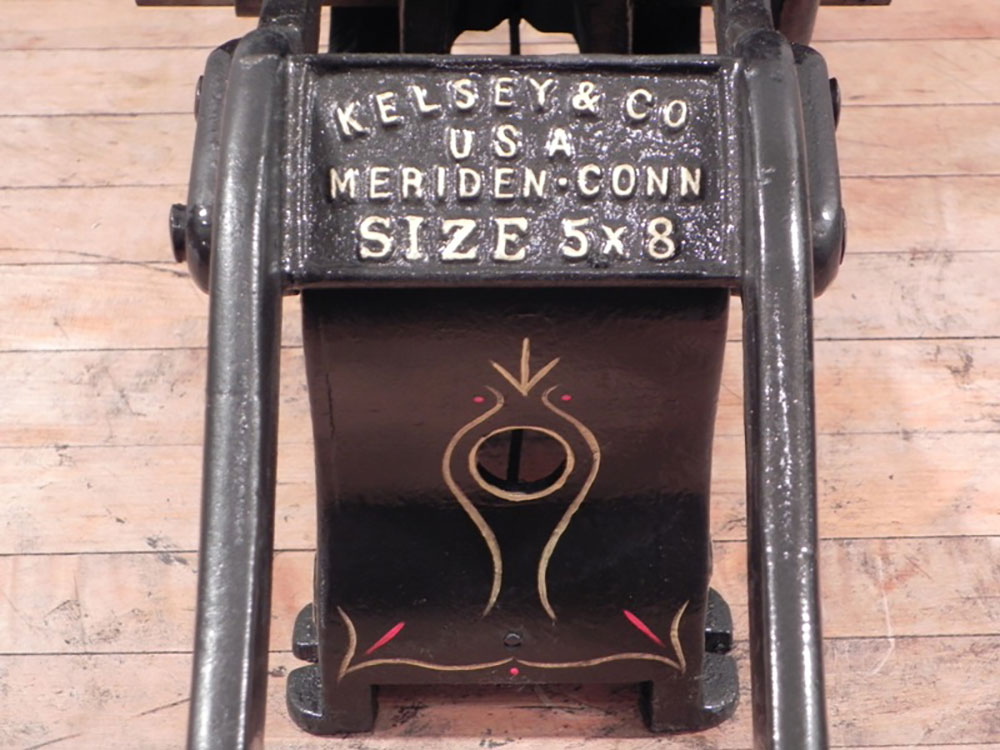 KELSEY & CO
USA
MERIDEN·CONN
SIZE 5x8